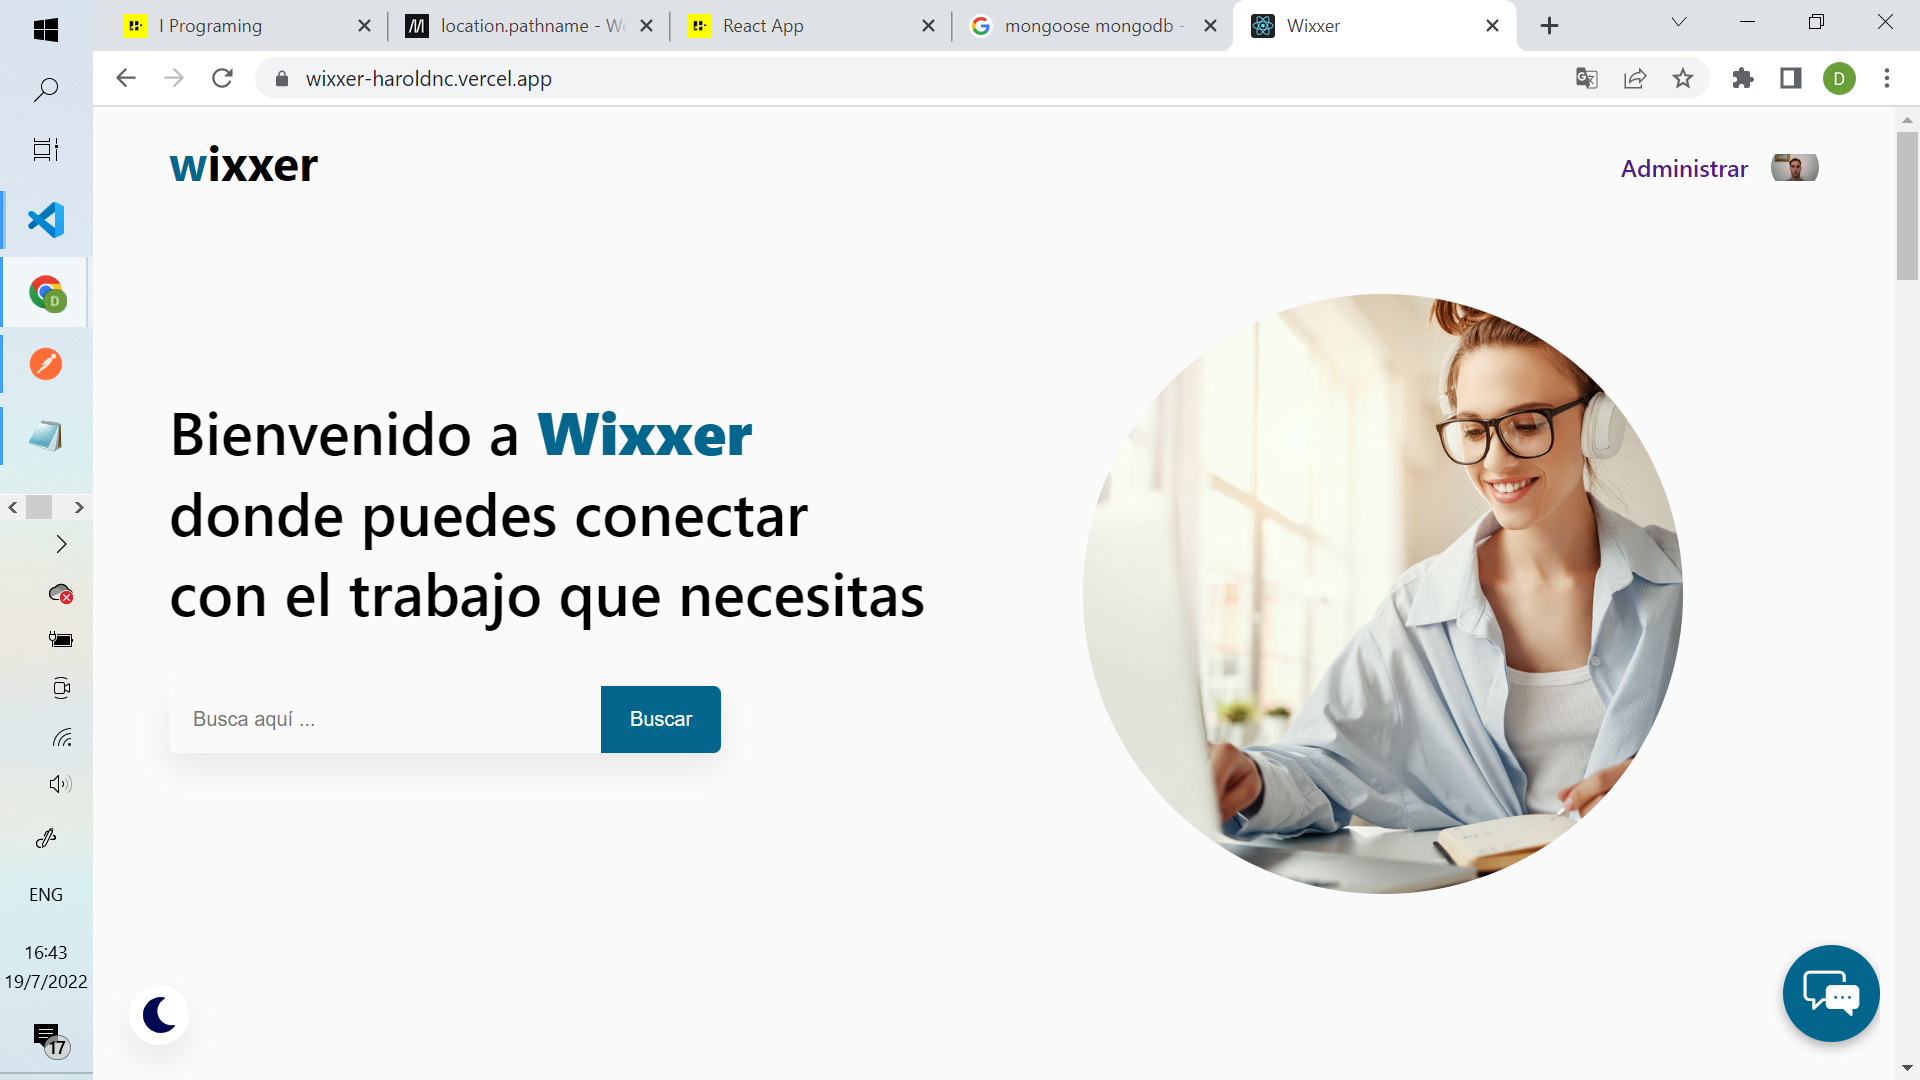 I Programing
location.pathname - We
React App
mongoose mongodb -
Wixxer
wixxer-haroldnc.vercel.app
D
wixxer
Administrar
Bienvenido a Wixxer
donde puedes conectar
con el trabajo que necesitas
Busca aquí ...
Buscar
D
ENG
16:43
19/7/2022
17